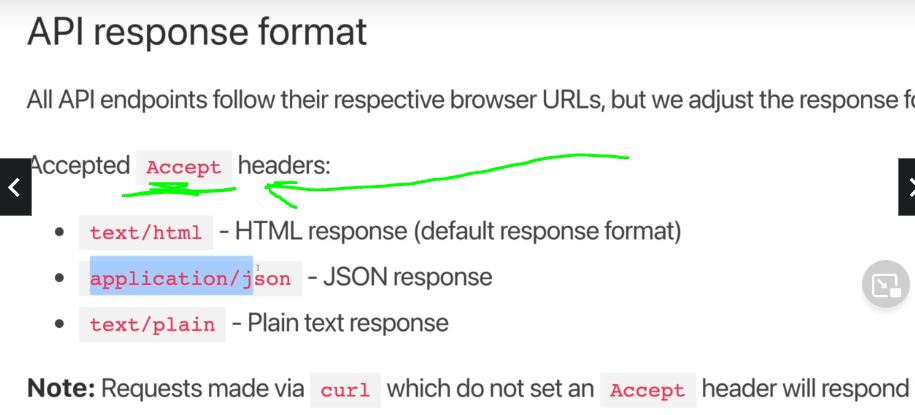 API response format
All API endpoints follow their respective browser URLs, but we adjust the response
Accepted Accept headers:
text/html - HTML response (default response format)
application/json - JSON response
text/plain - Plain text response
Note: Requests made via curl which do not set an Accept header will respond